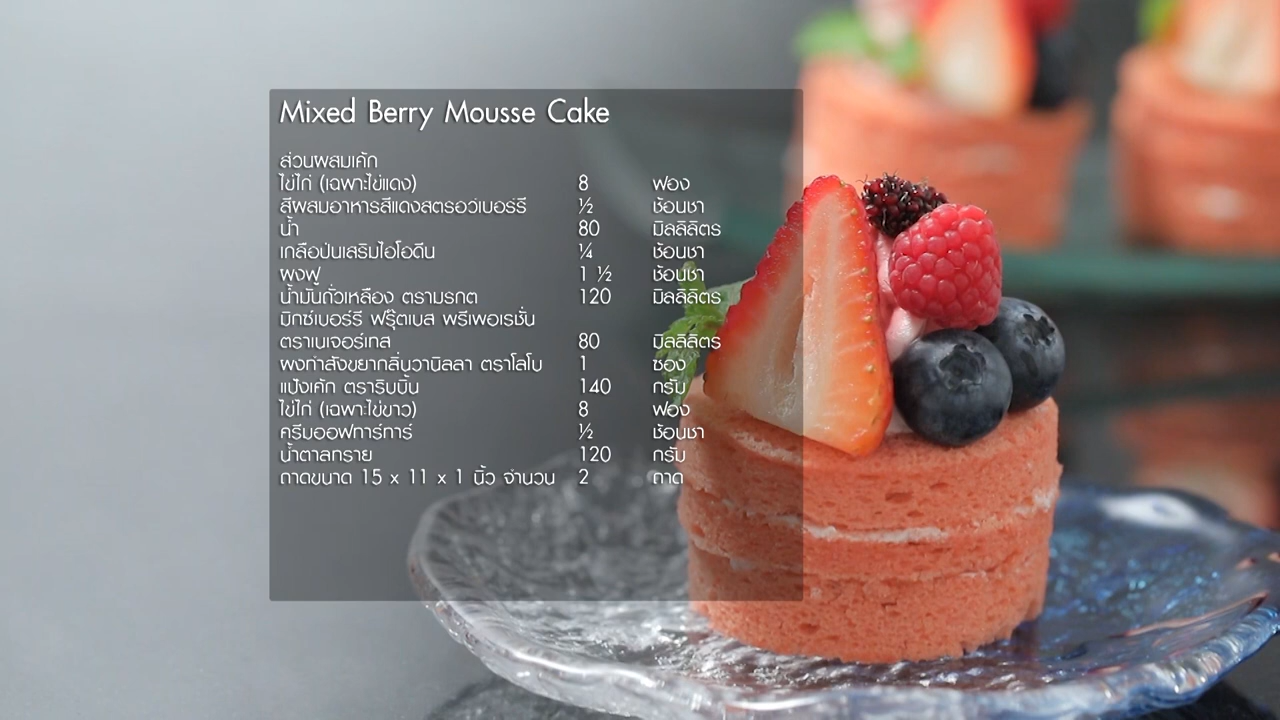 Mixed Berry Mousse Cake
ส่วนผสมเค้ก
ไข่ไก่ (เฉพาะไข่แดง) 8 ฟอง
สีผสมอาหารสีแดงสตรอว์เบอร์รี ½ ช้อนชา
น้ำ 80 มิลลิลิตร
เกลือป่นเสริมไอโอดีน ¼ ช้อนชา
ผงฟู 1 ½ ช้อนชา
น้ำมันถั่วเหลือง ตรามรกต 120 มิลลิลิตร
มิกซ์เบอร์รี ฟรุ๊ตเบส พรีเพอเรชั่น
ตราเนเจอร์เกส 80 มิลลิลิตร
ผงกำลังขยากลิ่นวานิลลา ตราโลโบ 1 ซอง
แป้งเค้ก ตราริบบิ้น 140 กรัม
ไข่ไก่ (เฉพาะไข่ขาว) 8 ฟอง
ครีมออฟทาร์ทาร์ ½ ช้อนชา
น้ำตาลทราย 120 กรัม
ถาดขนาด 15 x 11 x 1 นิ้ว จำนวน 2 ถาด